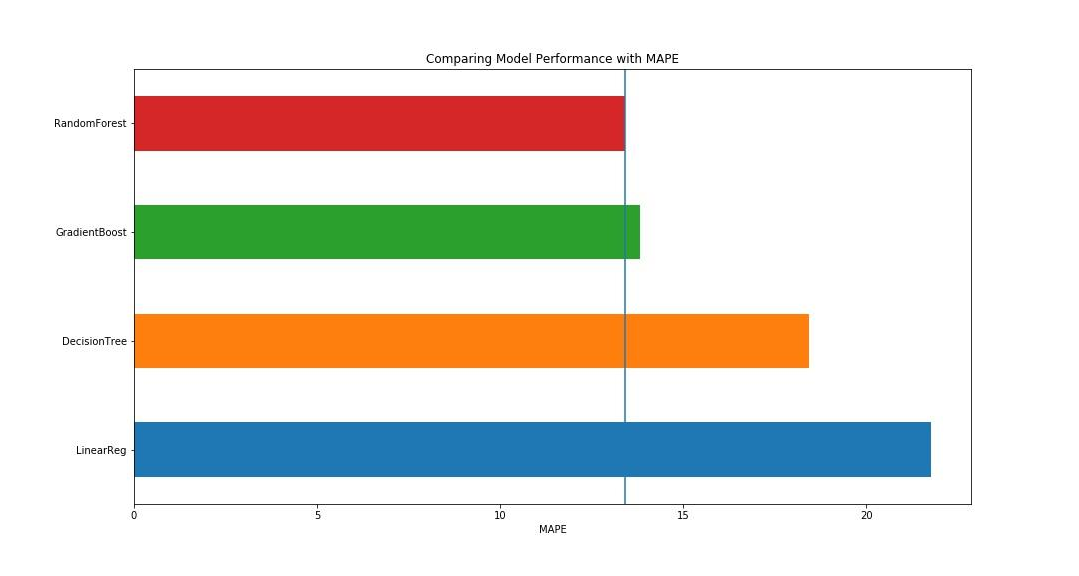 Comparing Model Performance with MAPE
RandomForest
GradientBoost
DecisionTree
LinearReg
0 5 10 15 20
MAPE